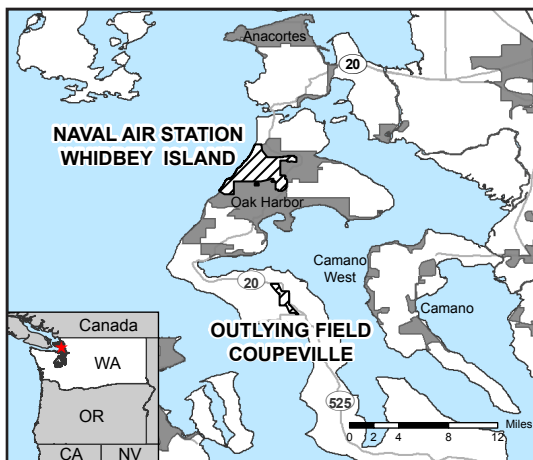 Anacortes
20
NAVAL AIR STATION
WHIDBEY ISLAND
Oak Harbor
Camano
West
20
Camano
OUTLYING FIELD
COUPEVILLE
Canada
WA
OR
CA
NV
525
Miles
0 2 4 8 12